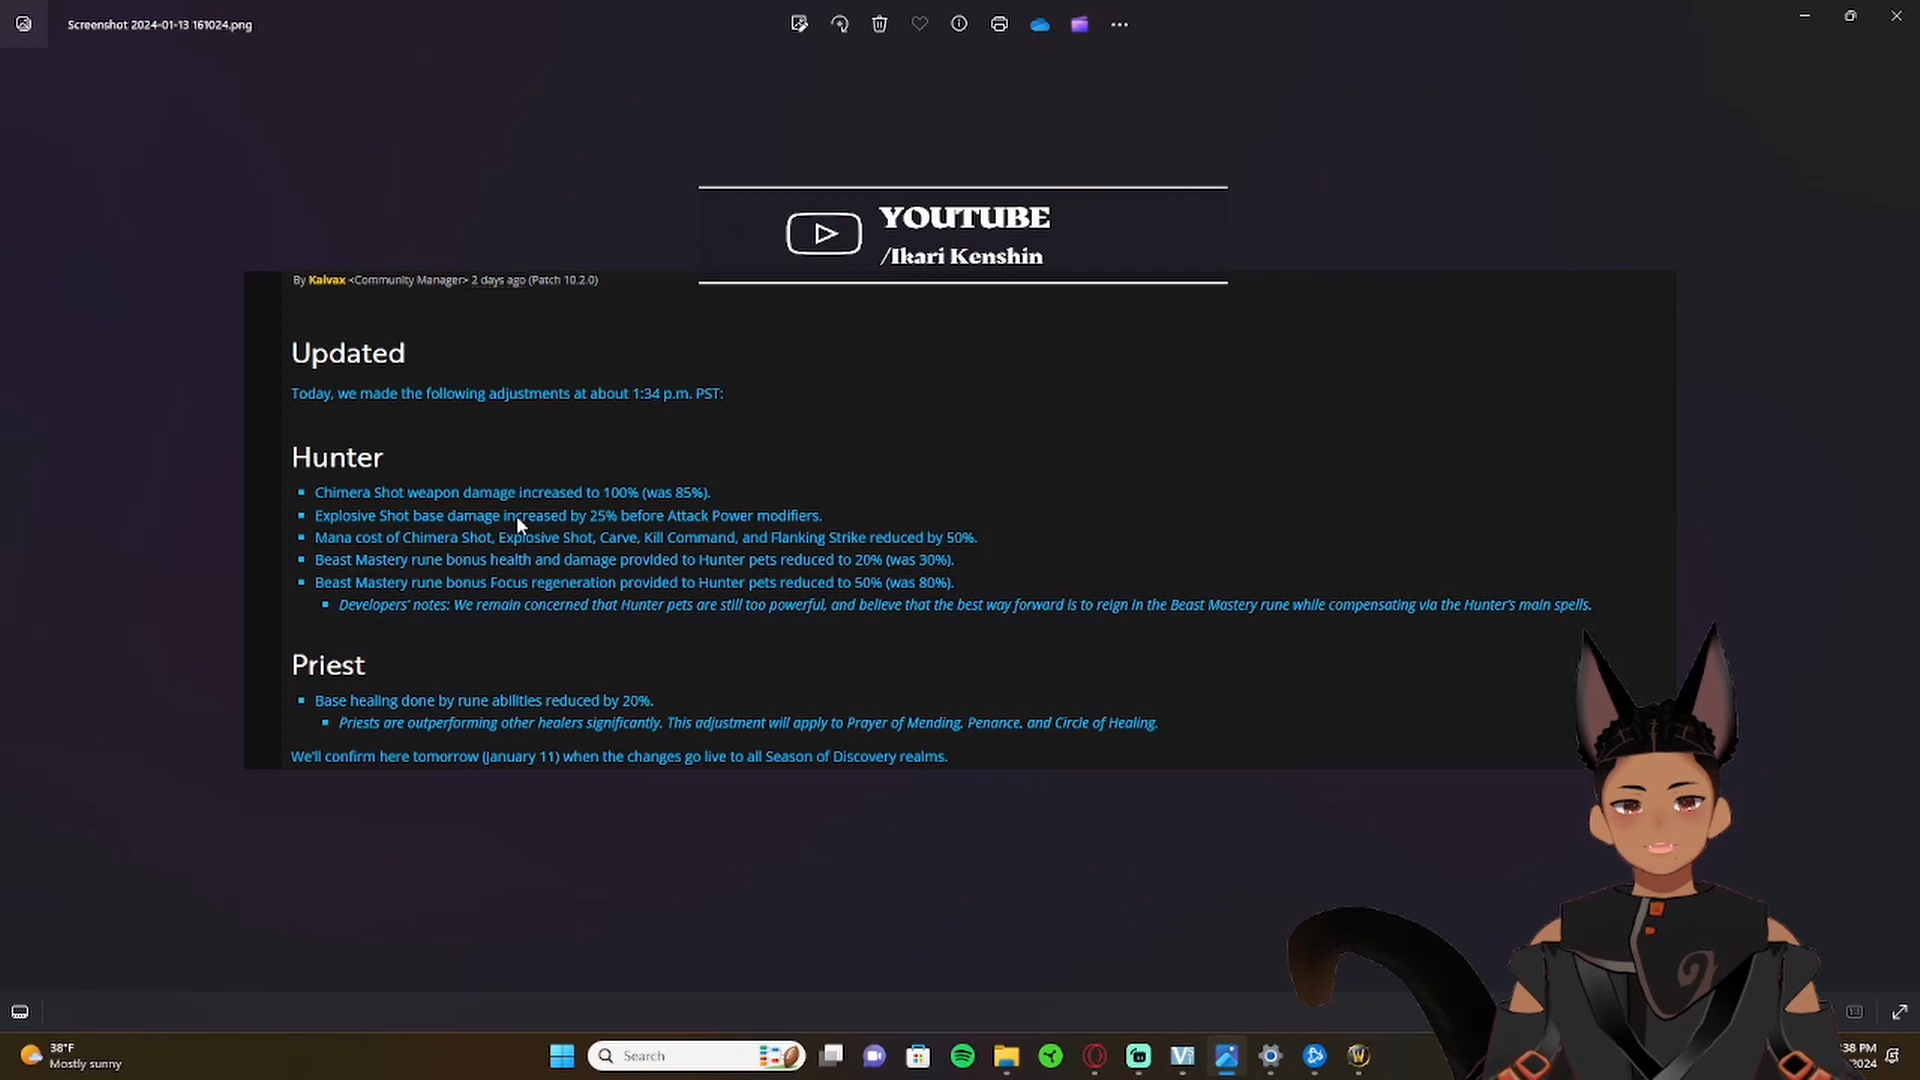 Screenshot 2024-01-13 161024.png
YOUTUBE
/Ikari Kenshin
By Kaivax <Community Manager> 2 days ago (Patch 10.2.0)
Updated
Today, we made the following adjustments at about 1:34 p.m. PST:
Hunter
Chimera Shot weapon damage increased to 100% (was 85%).
Explosive Shot base damage increased by 25% before Attack Power modifiers.
Mana cost of Chimera Shot, Explosive Shot, Carve, Kill Command, and Flanking Strike reduced by 50%.
Beast Mastery rune bonus health and damage provided to Hunter pets reduced to 20% (was 30%).
Beast Mastery rune bonus Focus regeneration provided to Hunter pets reduced to 50% (was 80%).
Developers' notes: We remain concerned that Hunter pets are still too powerful, and believe that the best way forward is to reign in the Beast Mastery rune while compensating via the Hunter's main spells.
Priest
Base healing done by rune abilities reduced by 20%.
Priests are outperforming other healers significantly. This adjustment will apply to Prayer of Mending, Penance, and Circle of Healing.
We'll confirm here tomorrow (January 11) when the changes go live to all Season of Discovery realms.
38°F
Mostly sunny
Search
:38 PM
2024